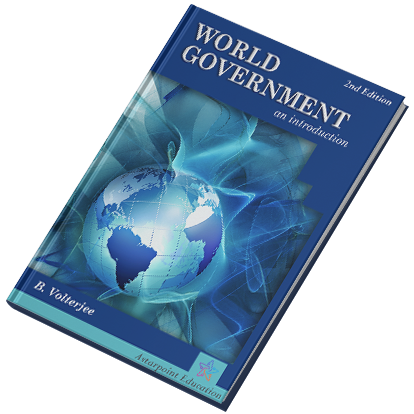 WORLD
GOVERNMENT
an introduction
2nd Edition
B. Volterjee
Astarpoint Education